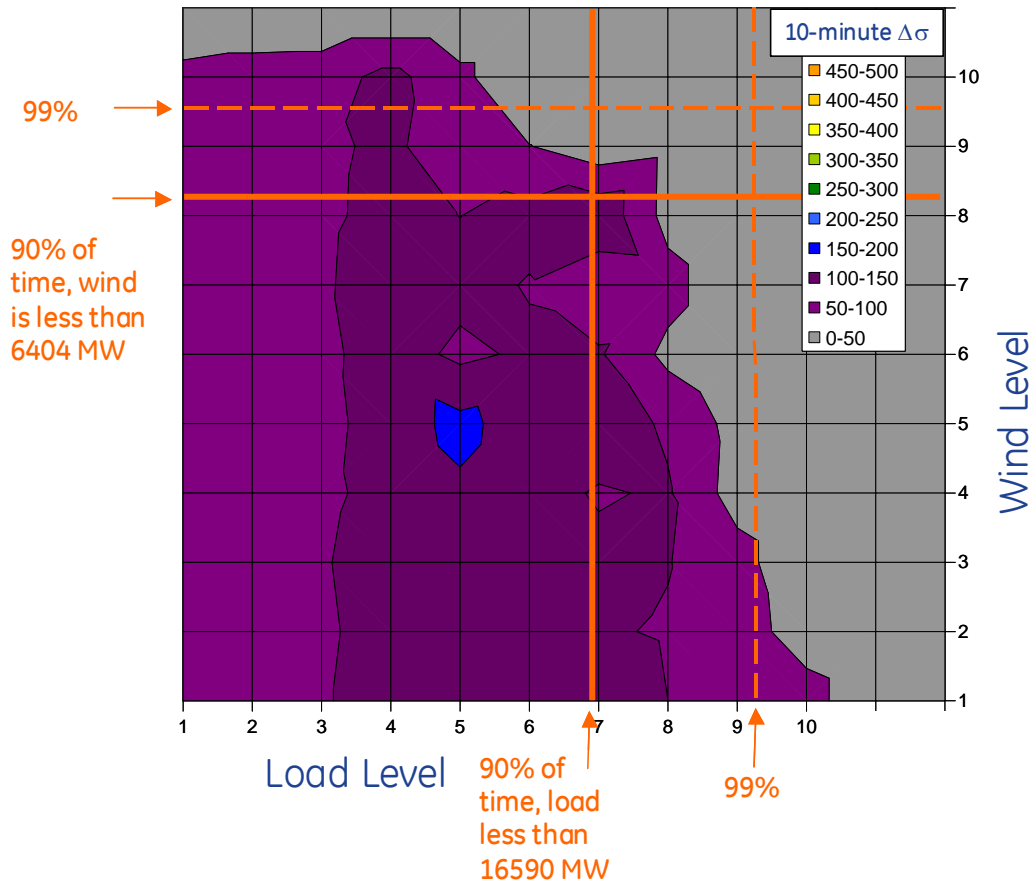 10-minute Δσ
450-500
400-450
350-400
300-350
250-300
200-250
150-200
100-150
50-100
0-50
99%
90% of
time, wind
is less than
6404 MW
10
9
8
7
6
5
4
3
2
1
Wind Level
1 2 3 4 5 6 7 8 9 10
Load Level
90% of
time, load
less than
16590 MW
99%